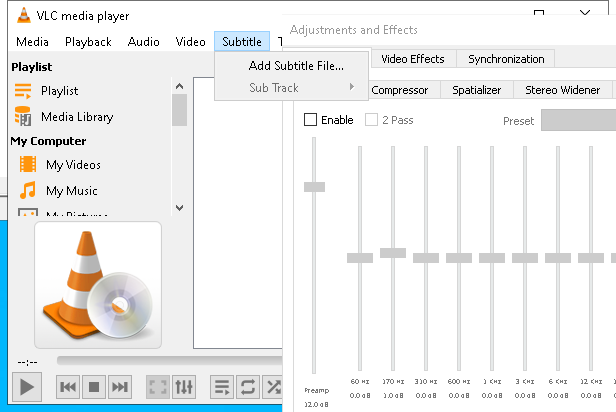 VLC media player
Media Playback Audio Video Subtitle
Adjustments and Effects
Add Subtitle File...
Sub Track
Video Effects Synchronization
Compressor Spatializer Stereo Widener
Enable 2 Pass Preset
Playlist
Playlist
Media Library
My Computer
My Videos
My Music
My Pictures
--:--
60 Hz 170 Hz 310 Hz 600 Hz 1 KHz 3 KHz 6 KHz 12 KHz
Preamp 0.0 dB 1.0 dB 0.0 dB 0.0 dB 0.0 dB 0.0 dB 0.0 dB 0.0 dB
12.0 dB